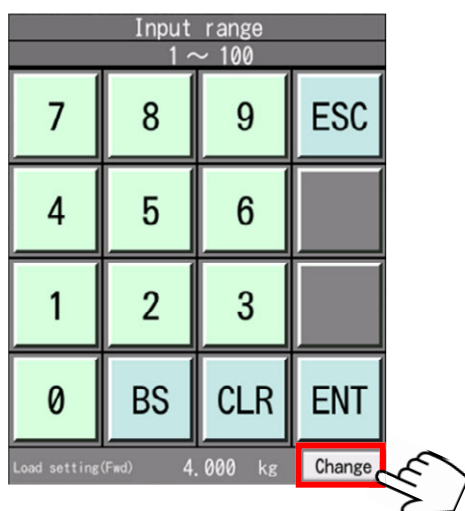 Input range
1 ~ 100
7 8 9 ESC
4 5 6
1 2 3
0 BS CLR ENT
Load setting(Fwd) 4.000 kg Change